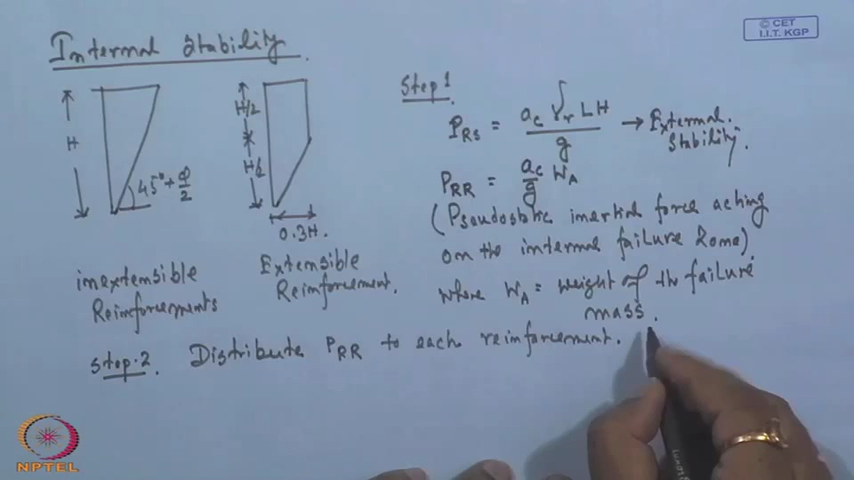 © CET
I.I.T. KGP
Internal Stability.
H
45°+φ/2
H/2
H/2
0.3H.
inextensible
Reinforcements
Extensible
Reinforcement.
Step 1
P_RS = a_c γ_r L H / g → External Stability.
P_RR = a_c/g W_A
(Pseudostatic inertial force acting
on the internal failure zone).
where W_A = weight of the failure
mass.
Step.2 Distribute P_RR to each reinforcement.
NPTEL